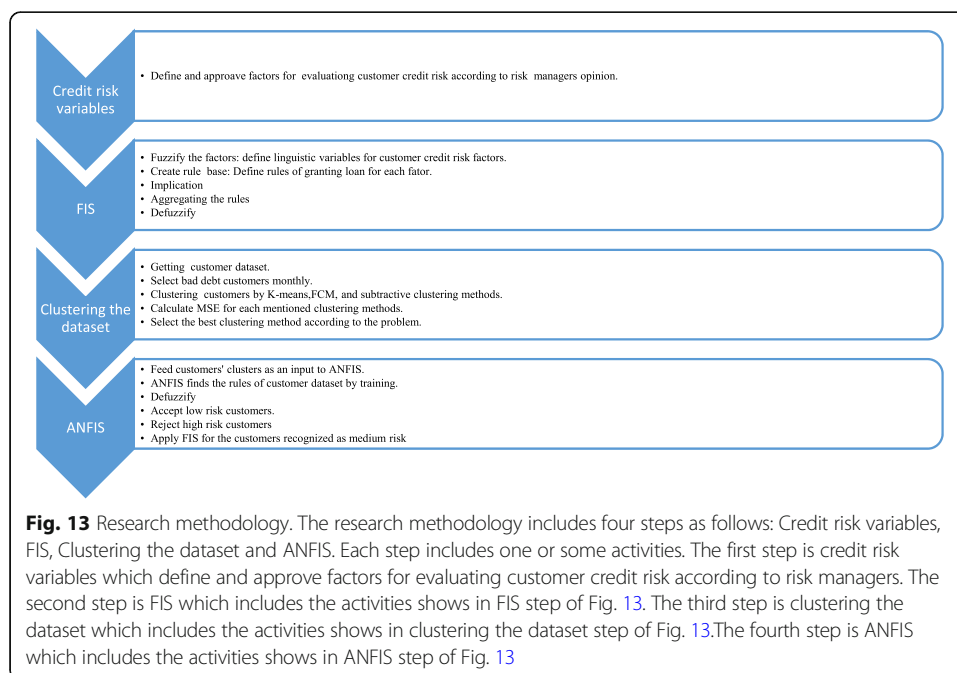 Credit risk
variables
• Define and approave factors for evaluationg customer credit risk according to risk managers opinion.
FIS
• Fuzzify the factors: define linguistic variables for customer credit risk factors.
• Create rule base: Define rules of granting loan for each fator.
• Implication
• Aggregating the rules
• Defuzzify
Clustering the
dataset
• Getting customer dataset.
• Select bad debt customers monthly.
• Clustering customers by K-means,FCM, and subtractive clustering methods.
• Calculate MSE for each mentioned clustering methods.
• Select the best clustering method according to the problem.
ANFIS
• Feed customers' clusters as an input to ANFIS.
• ANFIS finds the rules of customer dataset by training.
• Defuzzify
• Accept low risk customers.
• Reject high risk customers
• Apply FIS for the customers recognized as medium risk
Fig. 13 Research methodology. The research methodology includes four steps as follows: Credit risk variables,
FIS, Clustering the dataset and ANFIS. Each step includes one or some activities. The first step is credit risk
variables which define and approve factors for evaluating customer credit risk according to risk managers. The
second step is FIS which includes the activities shows in FIS step of Fig. 13. The third step is clustering the
dataset which includes the activities shows in clustering the dataset step of Fig. 13.The fourth step is ANFIS
which includes the activities shows in ANFIS step of Fig. 13